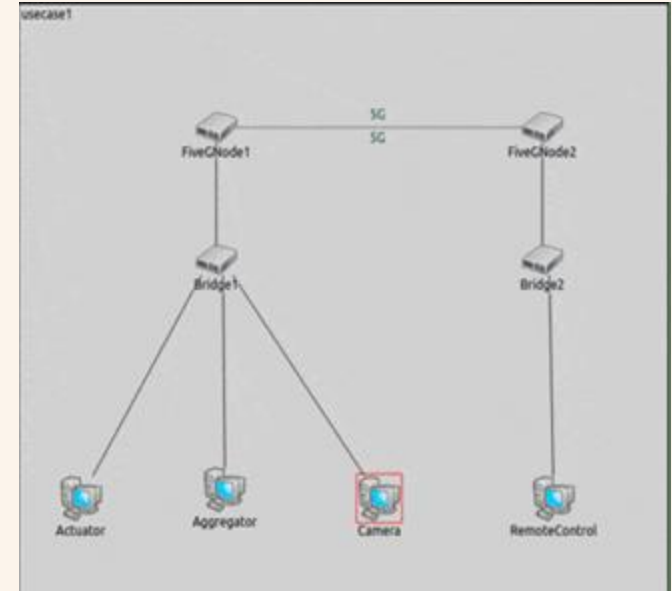 usecase1
5G
5G
FiveGNode1
FiveGNode2
Bridge1
Bridge2
Actuator
Aggregator
Camera
RemoteControl